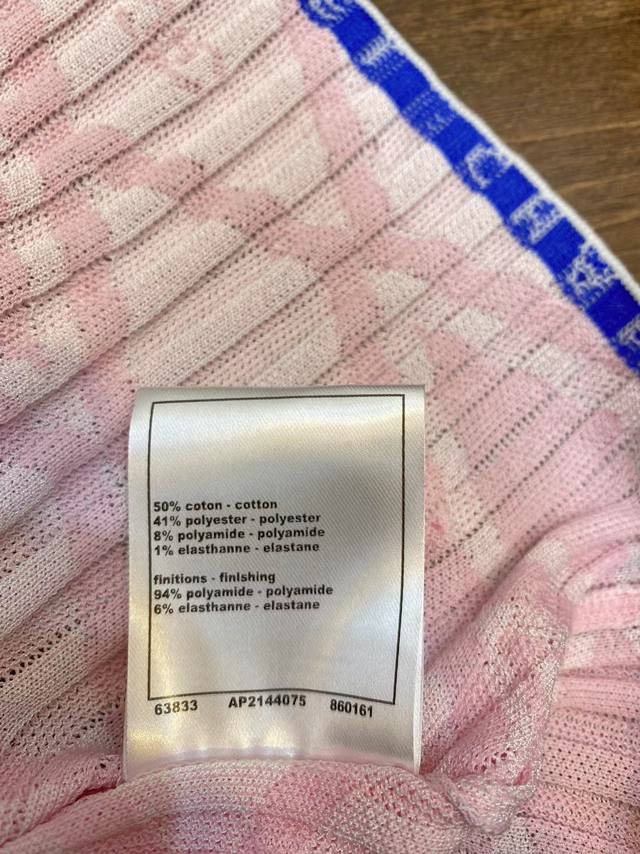 50% coton - cotton
41% polyester - polyester
8% polyamide - polyamide
1% elasthanne - elastane
finitions - finlshing
94% polyamide - polyamide
6% elasthanne - elastane
63833 AP2144075 860161